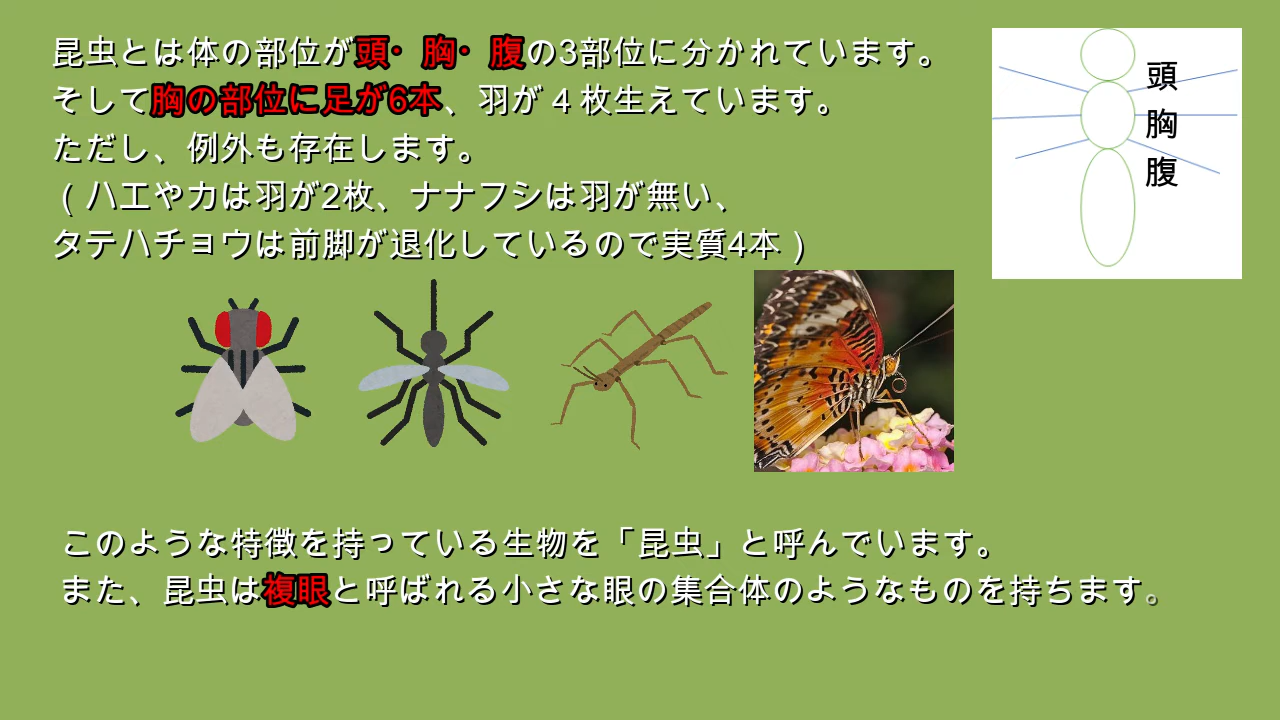 昆虫とは体の部位が頭・胸・腹の3部位に分かれています。
そして胸の部位に足が6本、羽が４枚生えています。
ただし、例外も存在します。
（ハエやカは羽が2枚、ナナフシは羽が無い、
タテハチョウは前脚が退化しているので実質4本）
頭
胸
腹
このような特徴を持っている生物を「昆虫」と呼んでいます。
また、昆虫は複眼と呼ばれる小さな眼の集合体のようなものを持ちます。